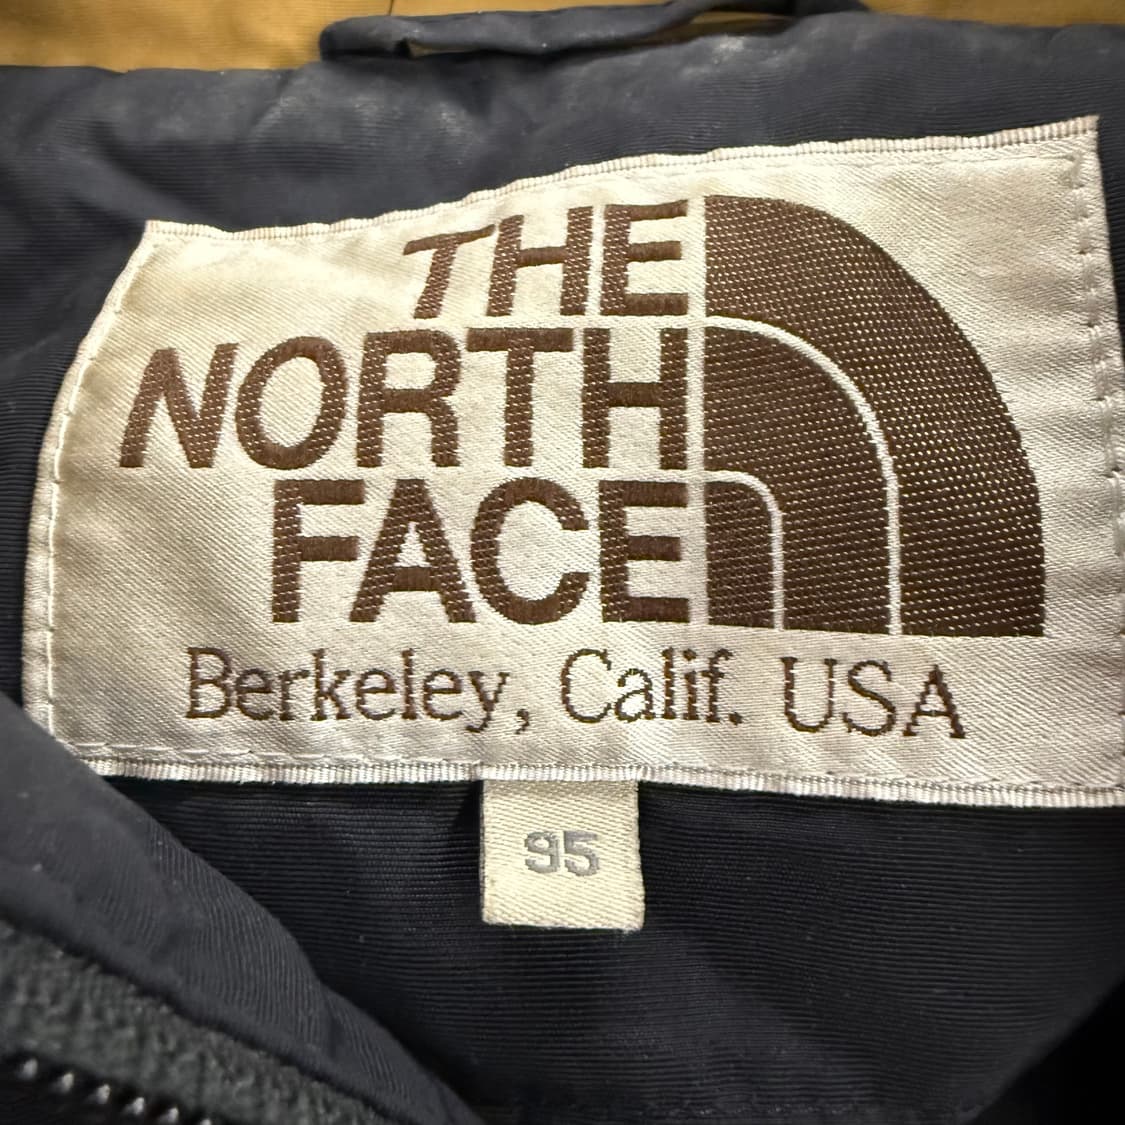 THE
NORTH
FACE
Berkeley, Calif. USA
95